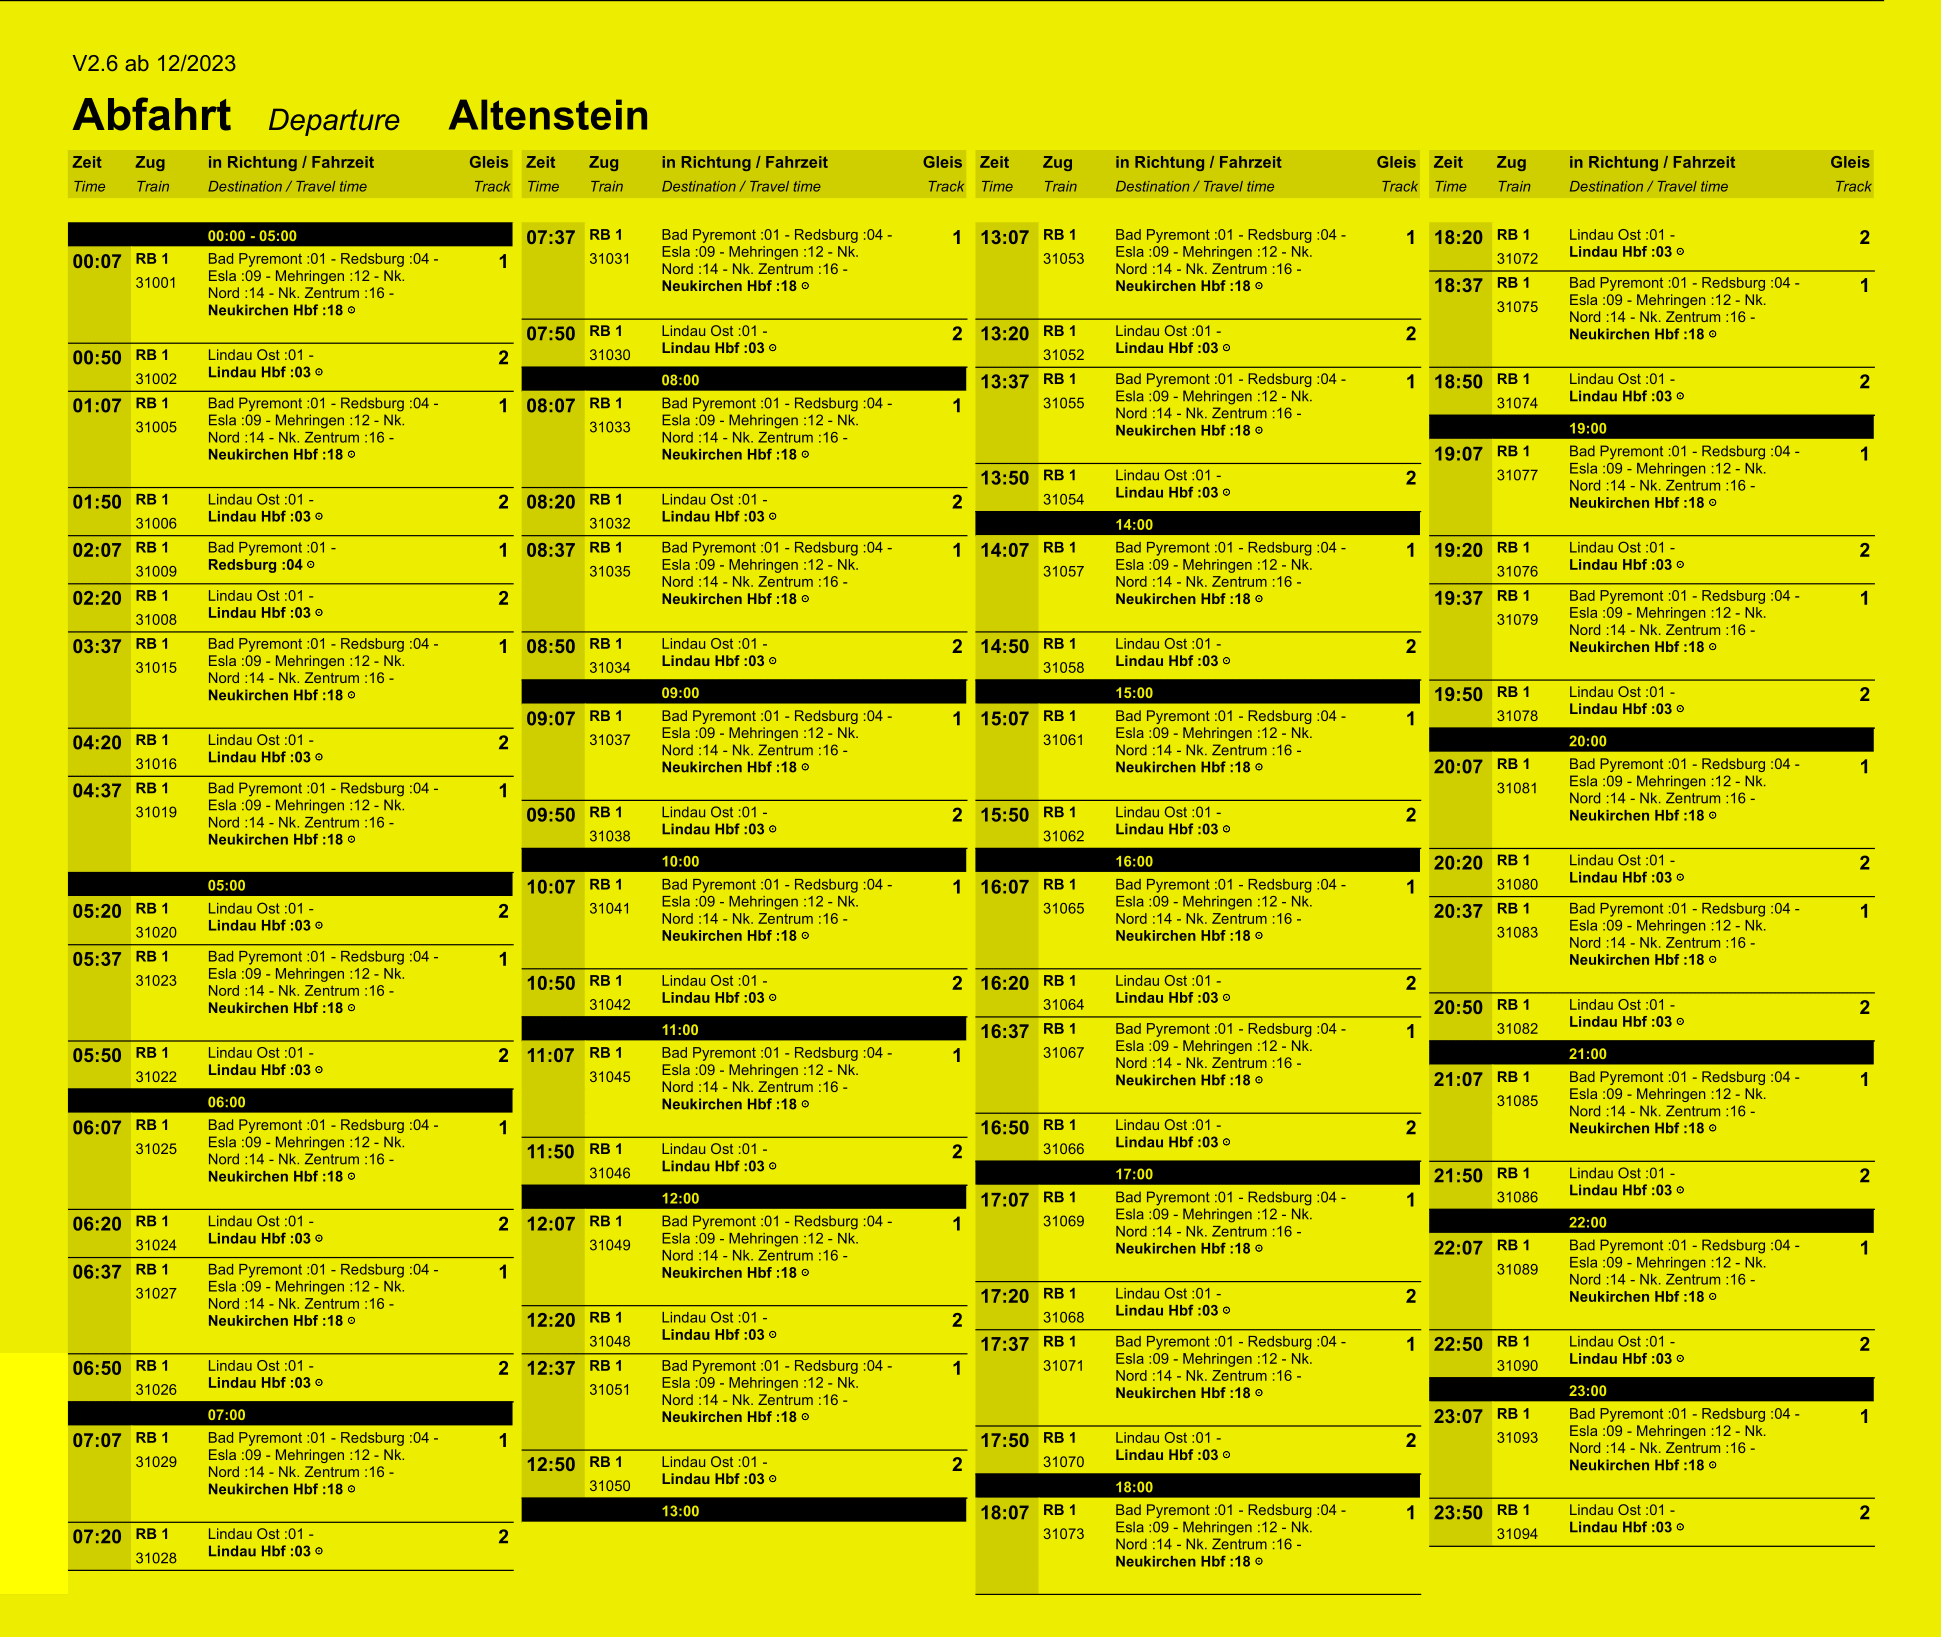 V2.6 ab 12/2023
Abfahrt Departure Altenstein
Zeit Zug in Richtung / Fahrzeit Gleis
Time Train Destination / Travel time Track
00:00 - 05:00
00:07 RB 1 Bad Pyremont :01 - Redsburg :04 - 1
31001 Esla :09 - Mehringen :12 - Nk.
Nord :14 - Nk. Zentrum :16 -
Neukirchen Hbf :18 ⊙
00:50 RB 1 Lindau Ost :01 - 2
31002 Lindau Hbf :03 ⊙
01:07 RB 1 Bad Pyremont :01 - Redsburg :04 - 1
31005 Esla :09 - Mehringen :12 - Nk.
Nord :14 - Nk. Zentrum :16 -
Neukirchen Hbf :18 ⊙
01:50 RB 1 Lindau Ost :01 - 2
31006 Lindau Hbf :03 ⊙
02:07 RB 1 Bad Pyremont :01 - 1
31009 Redsburg :04 ⊙
02:20 RB 1 Lindau Ost :01 - 2
31008 Lindau Hbf :03 ⊙
03:37 RB 1 Bad Pyremont :01 - Redsburg :04 - 1
31015 Esla :09 - Mehringen :12 - Nk.
Nord :14 - Nk. Zentrum :16 -
Neukirchen Hbf :18 ⊙
04:20 RB 1 Lindau Ost :01 - 2
31016 Lindau Hbf :03 ⊙
04:37 RB 1 Bad Pyremont :01 - Redsburg :04 - 1
31019 Esla :09 - Mehringen :12 - Nk.
Nord :14 - Nk. Zentrum :16 -
Neukirchen Hbf :18 ⊙
05:00
05:20 RB 1 Lindau Ost :01 - 2
31020 Lindau Hbf :03 ⊙
05:37 RB 1 Bad Pyremont :01 - Redsburg :04 - 1
31023 Esla :09 - Mehringen :12 - Nk.
Nord :14 - Nk. Zentrum :16 -
Neukirchen Hbf :18 ⊙
05:50 RB 1 Lindau Ost :01 - 2
31022 Lindau Hbf :03 ⊙
06:00
06:07 RB 1 Bad Pyremont :01 - Redsburg :04 - 1
31025 Esla :09 - Mehringen :12 - Nk.
Nord :14 - Nk. Zentrum :16 -
Neukirchen Hbf :18 ⊙
06:20 RB 1 Lindau Ost :01 - 2
31024 Lindau Hbf :03 ⊙
06:37 RB 1 Bad Pyremont :01 - Redsburg :04 - 1
31027 Esla :09 - Mehringen :12 - Nk.
Nord :14 - Nk. Zentrum :16 -
Neukirchen Hbf :18 ⊙
06:50 RB 1 Lindau Ost :01 - 2
31026 Lindau Hbf :03 ⊙
07:00
07:07 RB 1 Bad Pyremont :01 - Redsburg :04 - 1
31029 Esla :09 - Mehringen :12 - Nk.
Nord :14 - Nk. Zentrum :16 -
Neukirchen Hbf :18 ⊙
07:20 RB 1 Lindau Ost :01 - 2
31028 Lindau Hbf :03 ⊙
Zeit Zug in Richtung / Fahrzeit Gleis
Time Train Destination / Travel time Track
07:37 RB 1 Bad Pyremont :01 - Redsburg :04 - 1
31031 Esla :09 - Mehringen :12 - Nk.
Nord :14 - Nk. Zentrum :16 -
Neukirchen Hbf :18 ⊙
07:50 RB 1 Lindau Ost :01 - 2
31030 Lindau Hbf :03 ⊙
08:00
08:07 RB 1 Bad Pyremont :01 - Redsburg :04 - 1
31033 Esla :09 - Mehringen :12 - Nk.
Nord :14 - Nk. Zentrum :16 -
Neukirchen Hbf :18 ⊙
08:20 RB 1 Lindau Ost :01 - 2
31032 Lindau Hbf :03 ⊙
08:37 RB 1 Bad Pyremont :01 - Redsburg :04 - 1
31035 Esla :09 - Mehringen :12 - Nk.
Nord :14 - Nk. Zentrum :16 -
Neukirchen Hbf :18 ⊙
08:50 RB 1 Lindau Ost :01 - 2
31034 Lindau Hbf :03 ⊙
09:00
09:07 RB 1 Bad Pyremont :01 - Redsburg :04 - 1
31037 Esla :09 - Mehringen :12 - Nk.
Nord :14 - Nk. Zentrum :16 -
Neukirchen Hbf :18 ⊙
09:50 RB 1 Lindau Ost :01 - 2
31038 Lindau Hbf :03 ⊙
10:00
10:07 RB 1 Bad Pyremont :01 - Redsburg :04 - 1
31041 Esla :09 - Mehringen :12 - Nk.
Nord :14 - Nk. Zentrum :16 -
Neukirchen Hbf :18 ⊙
10:50 RB 1 Lindau Ost :01 - 2
31042 Lindau Hbf :03 ⊙
11:00
11:07 RB 1 Bad Pyremont :01 - Redsburg :04 - 1
31045 Esla :09 - Mehringen :12 - Nk.
Nord :14 - Nk. Zentrum :16 -
Neukirchen Hbf :18 ⊙
11:50 RB 1 Lindau Ost :01 - 2
31046 Lindau Hbf :03 ⊙
12:00
12:07 RB 1 Bad Pyremont :01 - Redsburg :04 - 1
31049 Esla :09 - Mehringen :12 - Nk.
Nord :14 - Nk. Zentrum :16 -
Neukirchen Hbf :18 ⊙
12:20 RB 1 Lindau Ost :01 - 2
31048 Lindau Hbf :03 ⊙
12:37 RB 1 Bad Pyremont :01 - Redsburg :04 - 1
31051 Esla :09 - Mehringen :12 - Nk.
Nord :14 - Nk. Zentrum :16 -
Neukirchen Hbf :18 ⊙
12:50 RB 1 Lindau Ost :01 - 2
31050 Lindau Hbf :03 ⊙
13:00
Zeit Zug in Richtung / Fahrzeit Gleis
Time Train Destination / Travel time Track
13:07 RB 1 Bad Pyremont :01 - Redsburg :04 - 1
31053 Esla :09 - Mehringen :12 - Nk.
Nord :14 - Nk. Zentrum :16 -
Neukirchen Hbf :18 ⊙
13:20 RB 1 Lindau Ost :01 - 2
31052 Lindau Hbf :03 ⊙
13:37 RB 1 Bad Pyremont :01 - Redsburg :04 - 1
31055 Esla :09 - Mehringen :12 - Nk.
Nord :14 - Nk. Zentrum :16 -
Neukirchen Hbf :18 ⊙
13:50 RB 1 Lindau Ost :01 - 2
31054 Lindau Hbf :03 ⊙
14:00
14:07 RB 1 Bad Pyremont :01 - Redsburg :04 - 1
31057 Esla :09 - Mehringen :12 - Nk.
Nord :14 - Nk. Zentrum :16 -
Neukirchen Hbf :18 ⊙
14:50 RB 1 Lindau Ost :01 - 2
31058 Lindau Hbf :03 ⊙
15:00
15:07 RB 1 Bad Pyremont :01 - Redsburg :04 - 1
31061 Esla :09 - Mehringen :12 - Nk.
Nord :14 - Nk. Zentrum :16 -
Neukirchen Hbf :18 ⊙
15:50 RB 1 Lindau Ost :01 - 2
31062 Lindau Hbf :03 ⊙
16:00
16:07 RB 1 Bad Pyremont :01 - Redsburg :04 - 1
31065 Esla :09 - Mehringen :12 - Nk.
Nord :14 - Nk. Zentrum :16 -
Neukirchen Hbf :18 ⊙
16:20 RB 1 Lindau Ost :01 - 2
31064 Lindau Hbf :03 ⊙
16:37 RB 1 Bad Pyremont :01 - Redsburg :04 - 1
31067 Esla :09 - Mehringen :12 - Nk.
Nord :14 - Nk. Zentrum :16 -
Neukirchen Hbf :18 ⊙
16:50 RB 1 Lindau Ost :01 - 2
31066 Lindau Hbf :03 ⊙
17:00
17:07 RB 1 Bad Pyremont :01 - Redsburg :04 - 1
31069 Esla :09 - Mehringen :12 - Nk.
Nord :14 - Nk. Zentrum :16 -
Neukirchen Hbf :18 ⊙
17:20 RB 1 Lindau Ost :01 - 2
31068 Lindau Hbf :03 ⊙
17:37 RB 1 Bad Pyremont :01 - Redsburg :04 - 1
31071 Esla :09 - Mehringen :12 - Nk.
Nord :14 - Nk. Zentrum :16 -
Neukirchen Hbf :18 ⊙
17:50 RB 1 Lindau Ost :01 - 2
31070 Lindau Hbf :03 ⊙
18:00
18:07 RB 1 Bad Pyremont :01 - Redsburg :04 - 1
31073 Esla :09 - Mehringen :12 - Nk.
Nord :14 - Nk. Zentrum :16 -
Neukirchen Hbf :18 ⊙
Zeit Zug in Richtung / Fahrzeit Gleis
Time Train Destination / Travel time Track
18:20 RB 1 Lindau Ost :01 - 2
31072 Lindau Hbf :03 ⊙
18:37 RB 1 Bad Pyremont :01 - Redsburg :04 - 1
31075 Esla :09 - Mehringen :12 - Nk.
Nord :14 - Nk. Zentrum :16 -
Neukirchen Hbf :18 ⊙
18:50 RB 1 Lindau Ost :01 - 2
31074 Lindau Hbf :03 ⊙
19:00
19:07 RB 1 Bad Pyremont :01 - Redsburg :04 - 1
31077 Esla :09 - Mehringen :12 - Nk.
Nord :14 - Nk. Zentrum :16 -
Neukirchen Hbf :18 ⊙
19:20 RB 1 Lindau Ost :01 - 2
31076 Lindau Hbf :03 ⊙
19:37 RB 1 Bad Pyremont :01 - Redsburg :04 - 1
31079 Esla :09 - Mehringen :12 - Nk.
Nord :14 - Nk. Zentrum :16 -
Neukirchen Hbf :18 ⊙
19:50 RB 1 Lindau Ost :01 - 2
31078 Lindau Hbf :03 ⊙
20:00
20:07 RB 1 Bad Pyremont :01 - Redsburg :04 - 1
31081 Esla :09 - Mehringen :12 - Nk.
Nord :14 - Nk. Zentrum :16 -
Neukirchen Hbf :18 ⊙
20:20 RB 1 Lindau Ost :01 - 2
31080 Lindau Hbf :03 ⊙
20:37 RB 1 Bad Pyremont :01 - Redsburg :04 - 1
31083 Esla :09 - Mehringen :12 - Nk.
Nord :14 - Nk. Zentrum :16 -
Neukirchen Hbf :18 ⊙
20:50 RB 1 Lindau Ost :01 - 2
31082 Lindau Hbf :03 ⊙
21:00
21:07 RB 1 Bad Pyremont :01 - Redsburg :04 - 1
31085 Esla :09 - Mehringen :12 - Nk.
Nord :14 - Nk. Zentrum :16 -
Neukirchen Hbf :18 ⊙
21:50 RB 1 Lindau Ost :01 - 2
31086 Lindau Hbf :03 ⊙
22:00
22:07 RB 1 Bad Pyremont :01 - Redsburg :04 - 1
31089 Esla :09 - Mehringen :12 - Nk.
Nord :14 - Nk. Zentrum :16 -
Neukirchen Hbf :18 ⊙
22:50 RB 1 Lindau Ost :01 - 2
31090 Lindau Hbf :03 ⊙
23:00
23:07 RB 1 Bad Pyremont :01 - Redsburg :04 - 1
31093 Esla :09 - Mehringen :12 - Nk.
Nord :14 - Nk. Zentrum :16 -
Neukirchen Hbf :18 ⊙
23:50 RB 1 Lindau Ost :01 - 2
31094 Lindau Hbf :03 ⊙